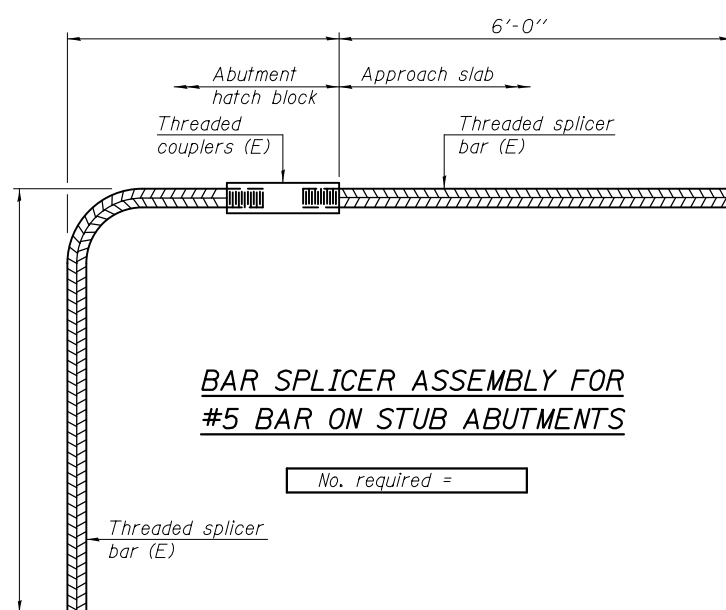 6'-0"
Abutment
hatch block
Approach slab
Threaded
couplers (E)
Threaded splicer
bar (E)
BAR SPLICER ASSEMBLY FOR
#5 BAR ON STUB ABUTMENTS
No. required =
Threaded splicer
bar (E)